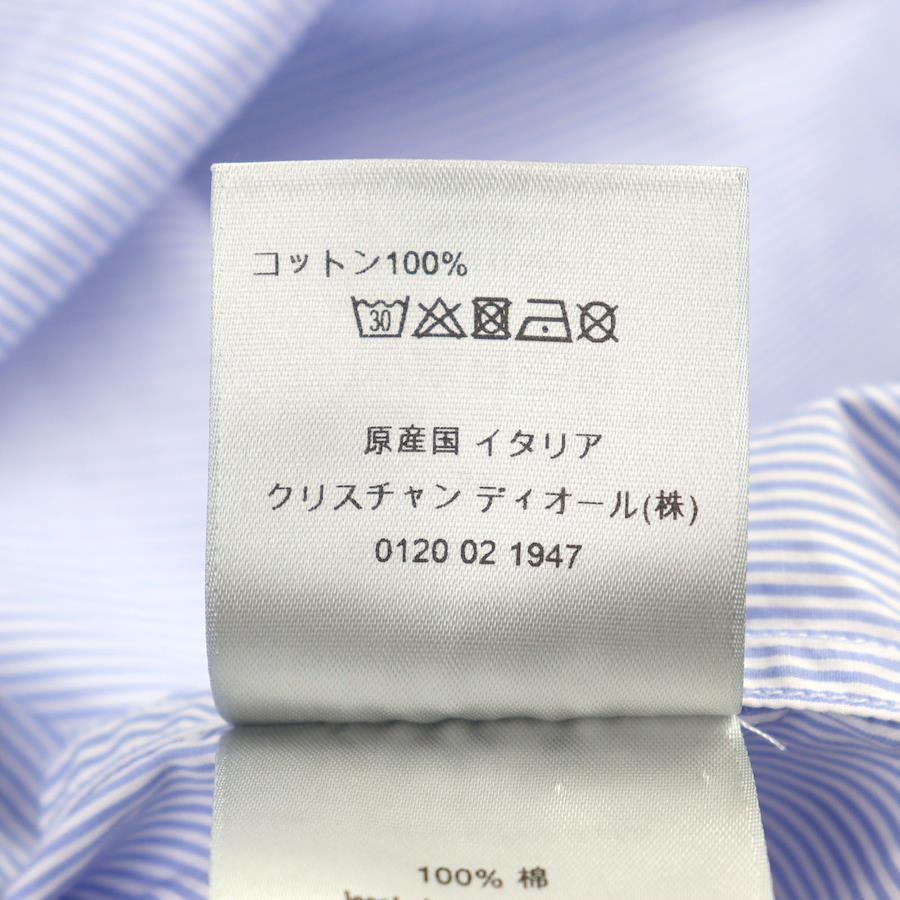 コットン100%
30
原産国 イタリア
クリスチャン ディオール(株)
0120 02 1947
100% 棉